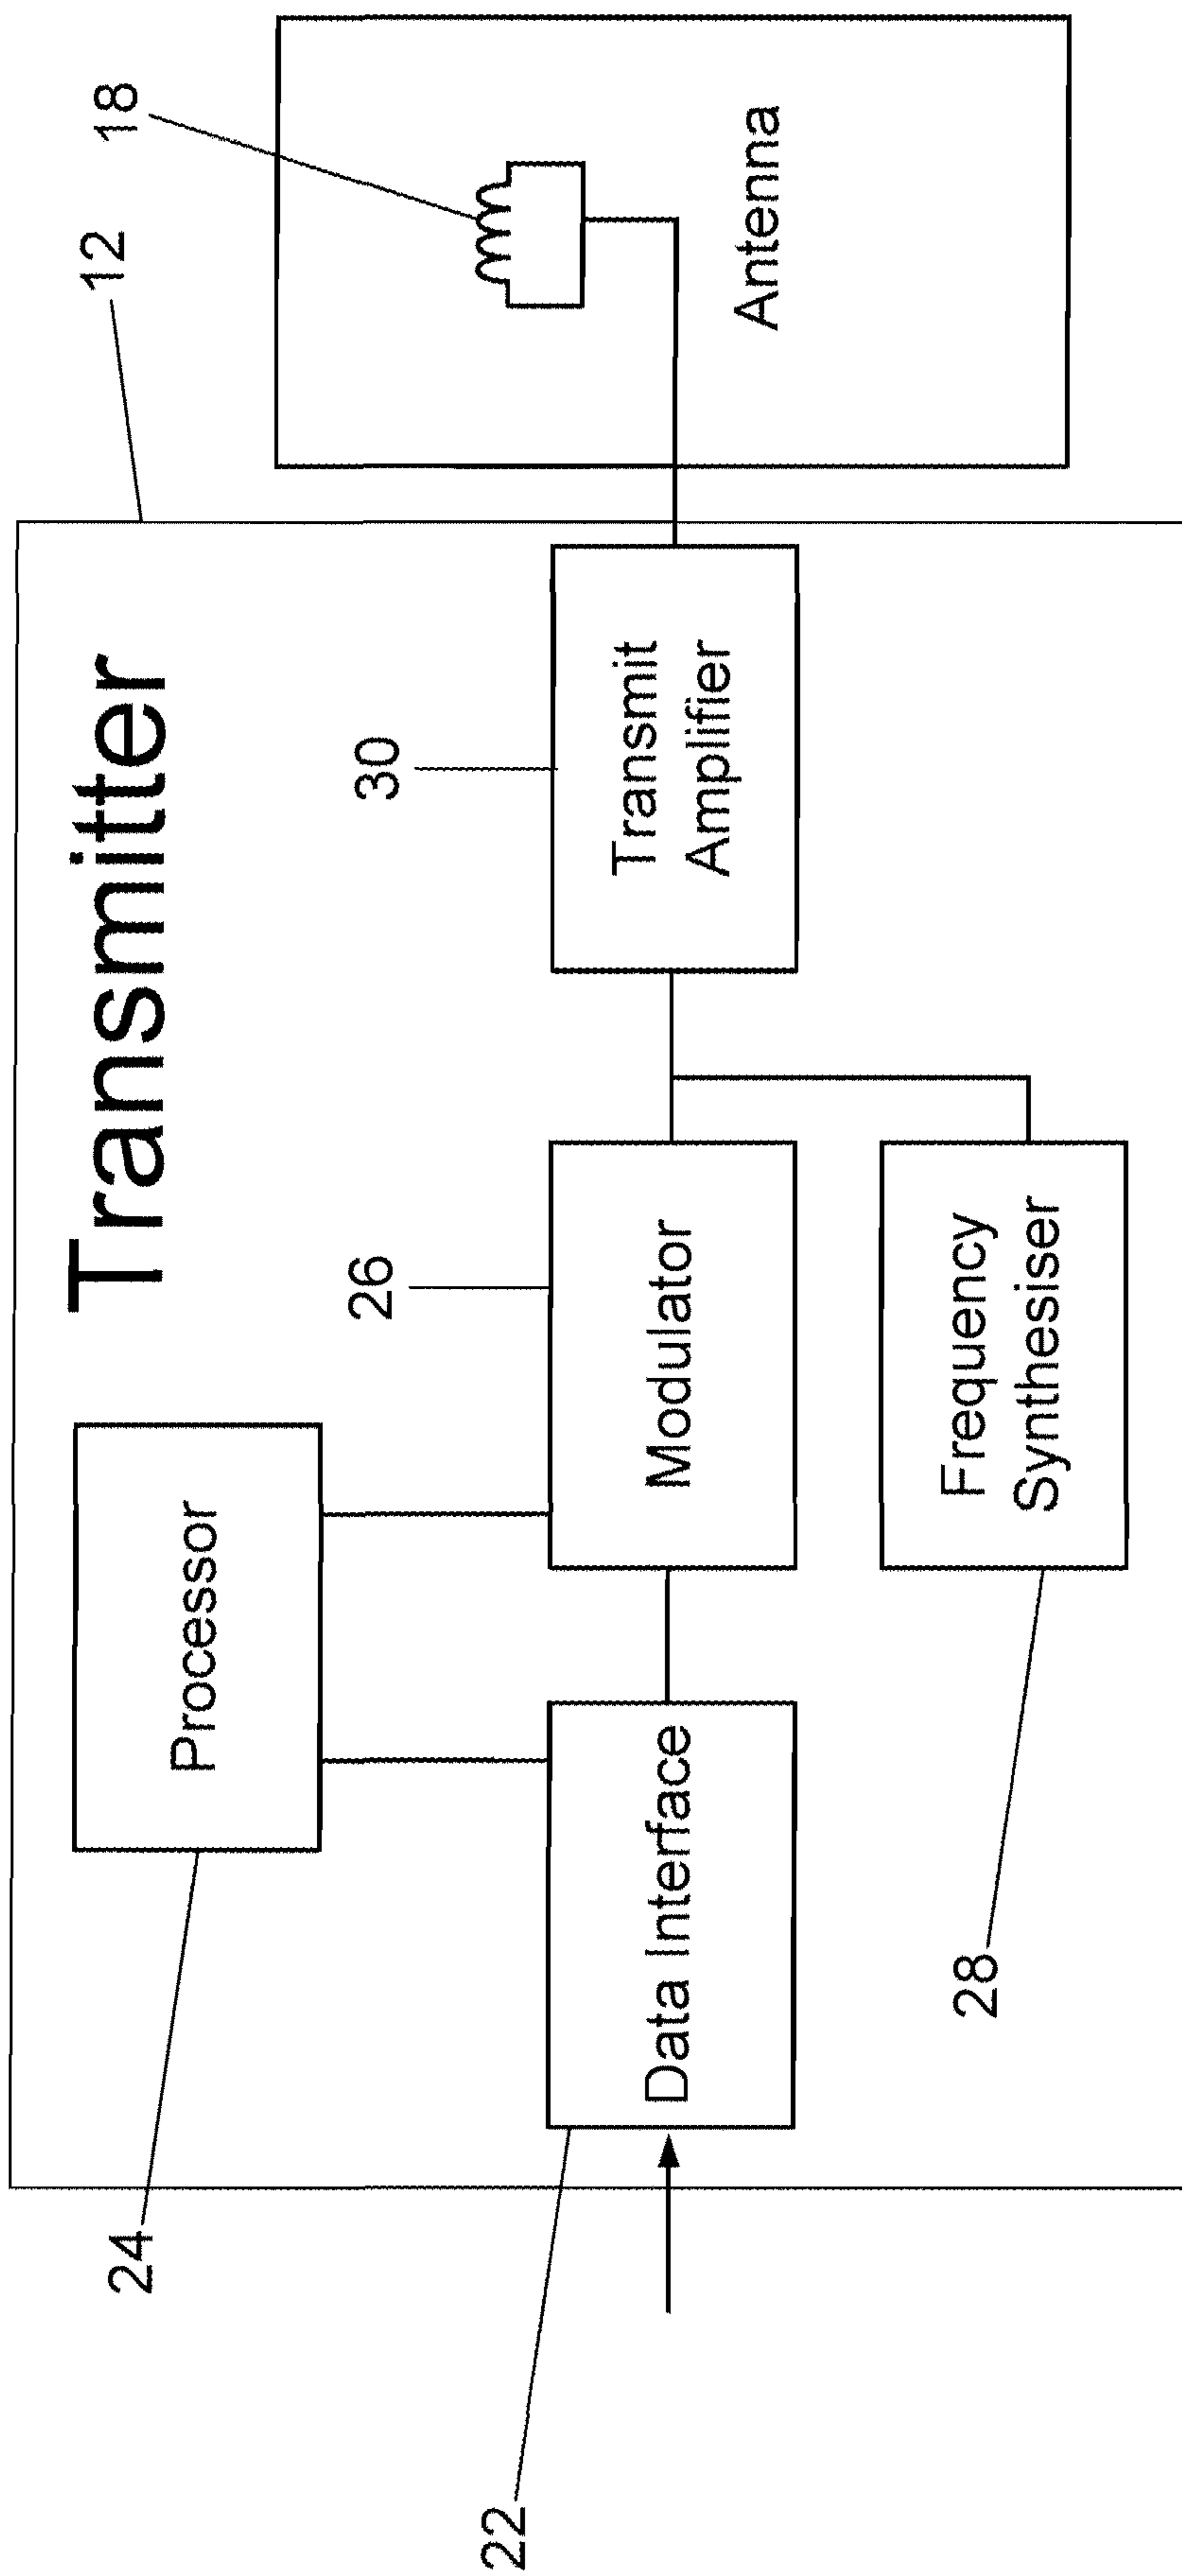 Transmitter
12
18
24
Processor
26
30
22
Data Interface
Modulator
Transmit
Amplifier
Antenna
28
Frequency
Synthesiser